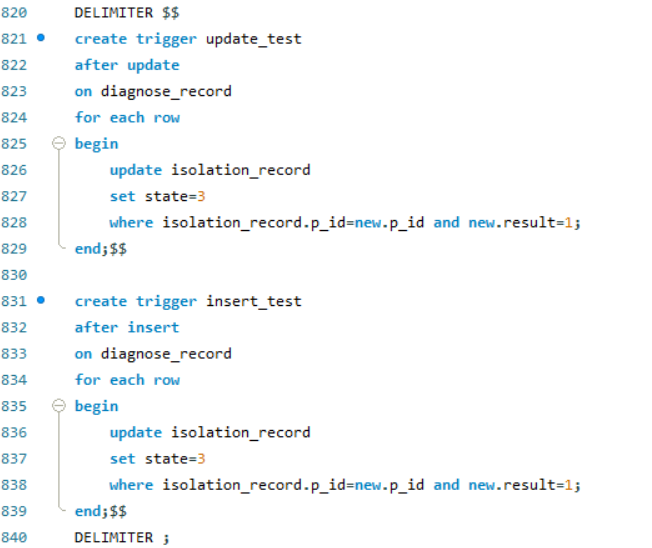 820 DELIMITER $$
821 create trigger update_test
822 after update
823 on diagnose_record
824 for each row
825 begin
826 update isolation_record
827 set state=3
828 where isolation_record.p_id=new.p_id and new.result=1;
829 end;$$
830
831 create trigger insert_test
832 after insert
833 on diagnose_record
834 for each row
835 begin
836 update isolation_record
837 set state=3
838 where isolation_record.p_id=new.p_id and new.result=1;
839 end;$$
840 DELIMITER ;